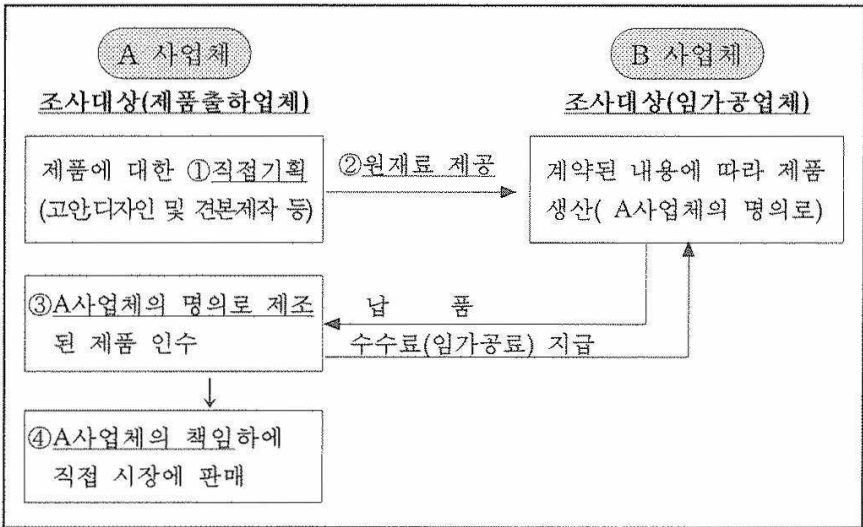 A 사업체
B 사업체
조사대상(제품출하업체)
조사대상(임가공업체)
제품에 대한 ①직접기획
(고안,디자인 및 견본제작 등)
②원재료 제공
계약된 내용에 따라 제품
생산( A사업체의 명의로)
③A사업체의 명의로 제조
된 제품 인수
납 품
수수료(임가공료) 지급
④A사업체의 책임하에
직접 시장에 판매